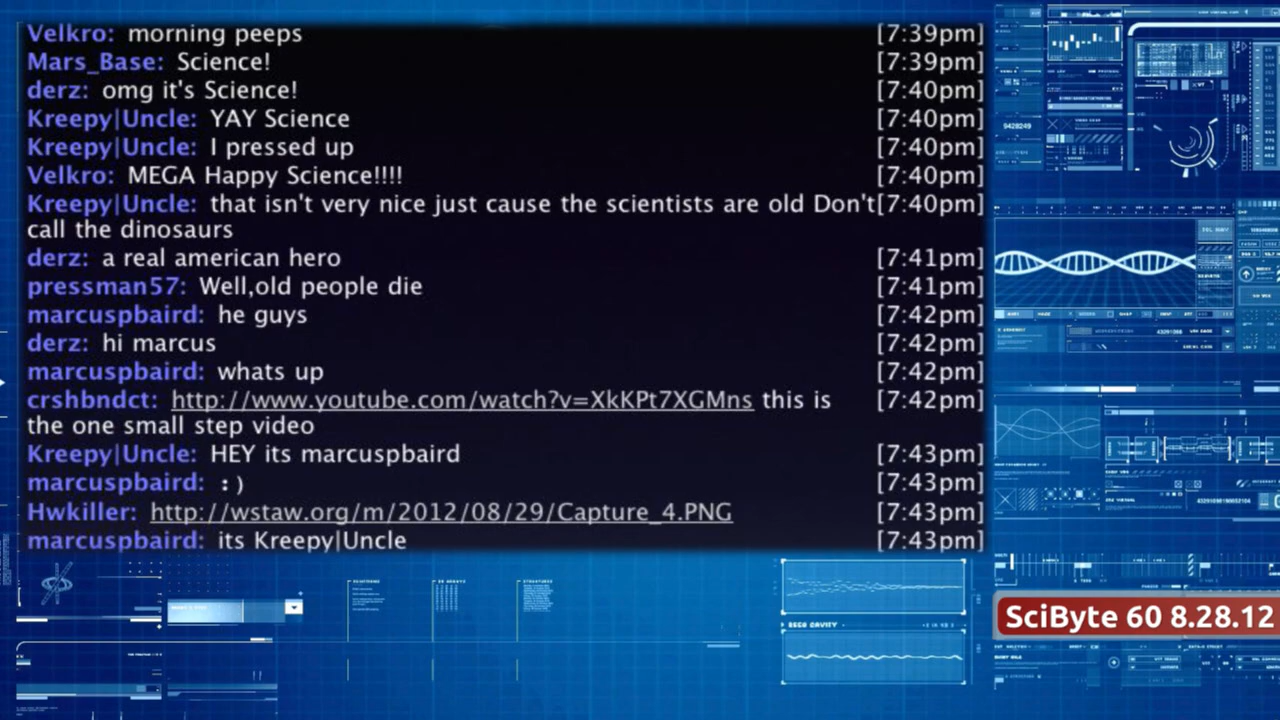 Velkro: morning peeps [7:39pm]
Mars_Base: Science! [7:39pm]
derz: omg it's Science! [7:40pm]
Kreepy|Uncle: YAY Science [7:40pm]
Kreepy|Uncle: I pressed up [7:40pm]
Velkro: MEGA Happy Science!!!! [7:40pm]
Kreepy|Uncle: that isn't very nice just cause the scientists are old Don't[7:40pm]
call the dinosaurs
derz: a real american hero [7:41pm]
pressman57: Well,old people die [7:41pm]
marcuspbaird: he guys [7:42pm]
derz: hi marcus [7:42pm]
marcuspbaird: whats up [7:42pm]
crshbndct: http://www.youtube.com/watch?v=XkKPt7XGMns this is [7:42pm]
the one small step video
Kreepy|Uncle: HEY its marcuspbaird [7:43pm]
marcuspbaird: :) [7:43pm]
Hwkiller: http://wstaw.org/m/2012/08/29/Capture_4.PNG [7:43pm]
marcuspbaird: its Kreepy|Uncle [7:43pm]
9428249
SciByte 60 8.28.12